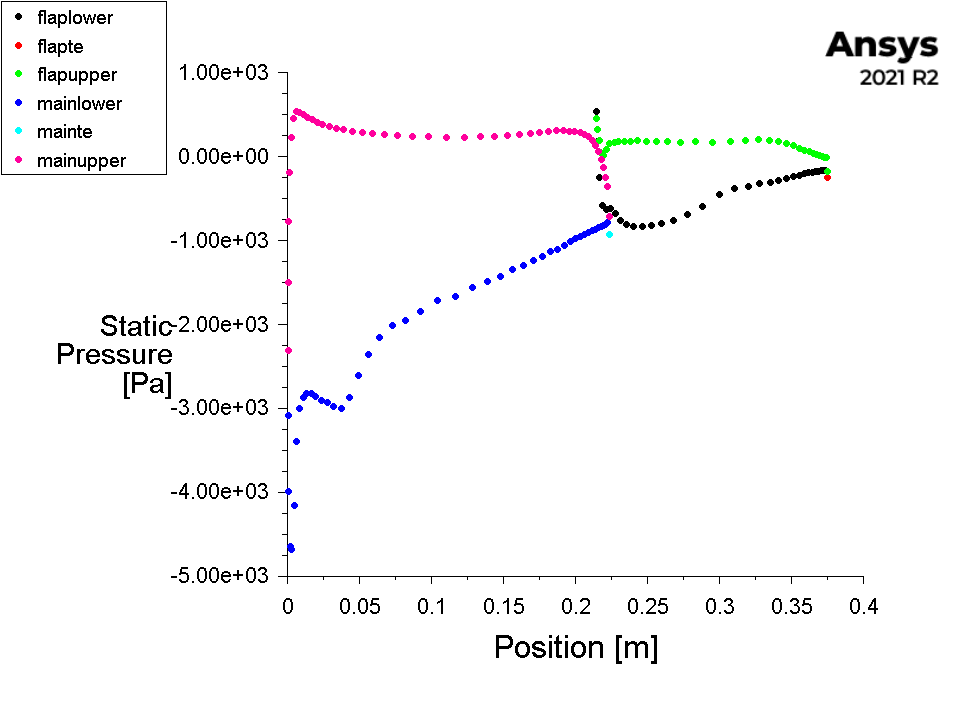 flaplower
flapte
flapupper
mainlower
mainte
mainupper
Ansys
2021 R2
1.00e+03
0.00e+00
-1.00e+03
-2.00e+03
-3.00e+03
-4.00e+03
-5.00e+03
Static
Pressure
[Pa]
0 0.05 0.1 0.15 0.2 0.25 0.3 0.35 0.4
Position [m]